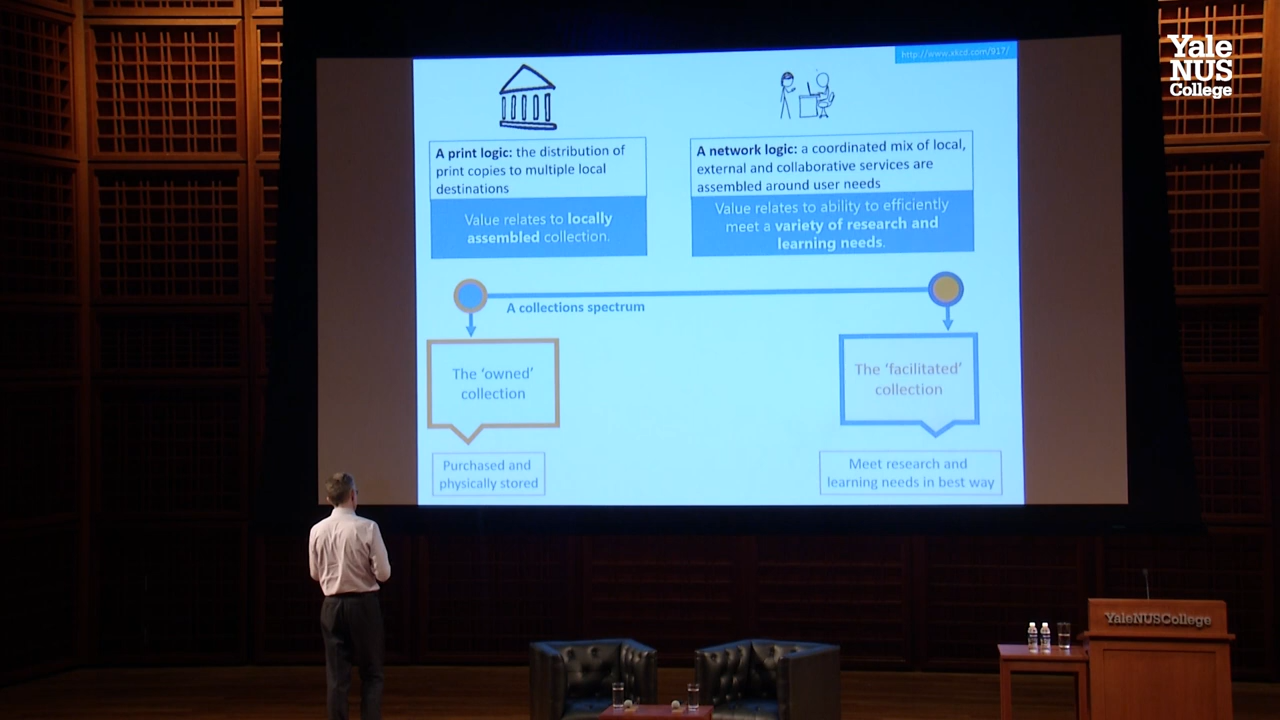 Yale
NUS
College
http://www.xkcd.com/917/
A print logic: the distribution of
print copies to multiple local
destinations
Value relates to locally
assembled collection.
A network logic: a coordinated mix of local,
external and collaborative services are
assembled around user needs
Value relates to ability to efficiently
meet a variety of research and
learning needs.
A collections spectrum
The ‘owned’
collection
The ‘facilitated’
collection
Purchased and
physically stored
Meet research and
learning needs in best way
YaleNUSCollege